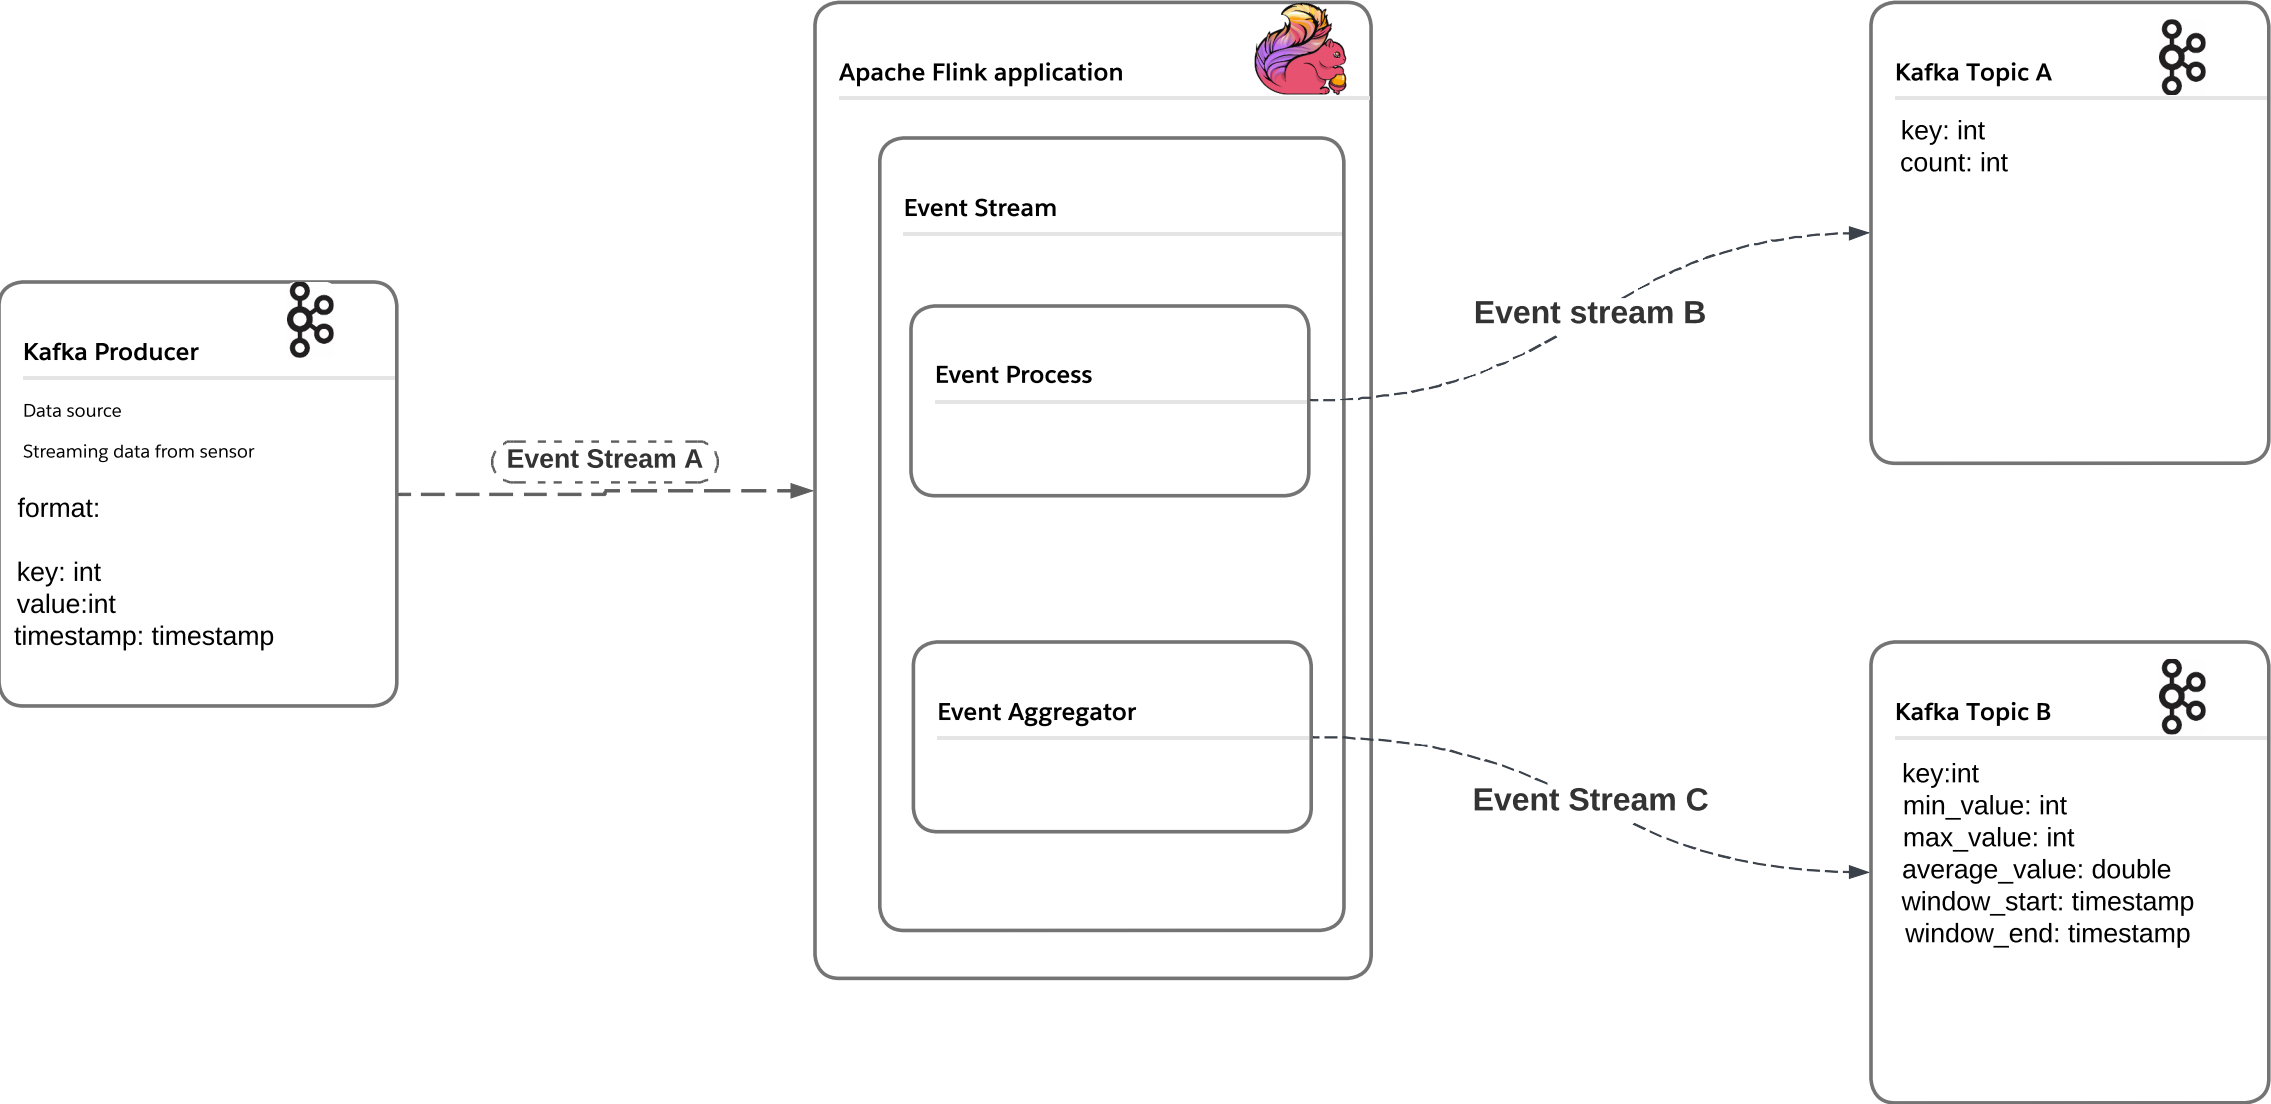 Kafka Producer
Data source
Streaming data from sensor
format:
key: int
value:int
timestamp: timestamp
Event Stream A
Apache Flink application
Event Stream
Event Process
Event Aggregator
Event stream B
Event Stream C
Kafka Topic A
key: int
count: int
Kafka Topic B
key:int
min_value: int
max_value: int
average_value: double
window_start: timestamp
window_end: timestamp